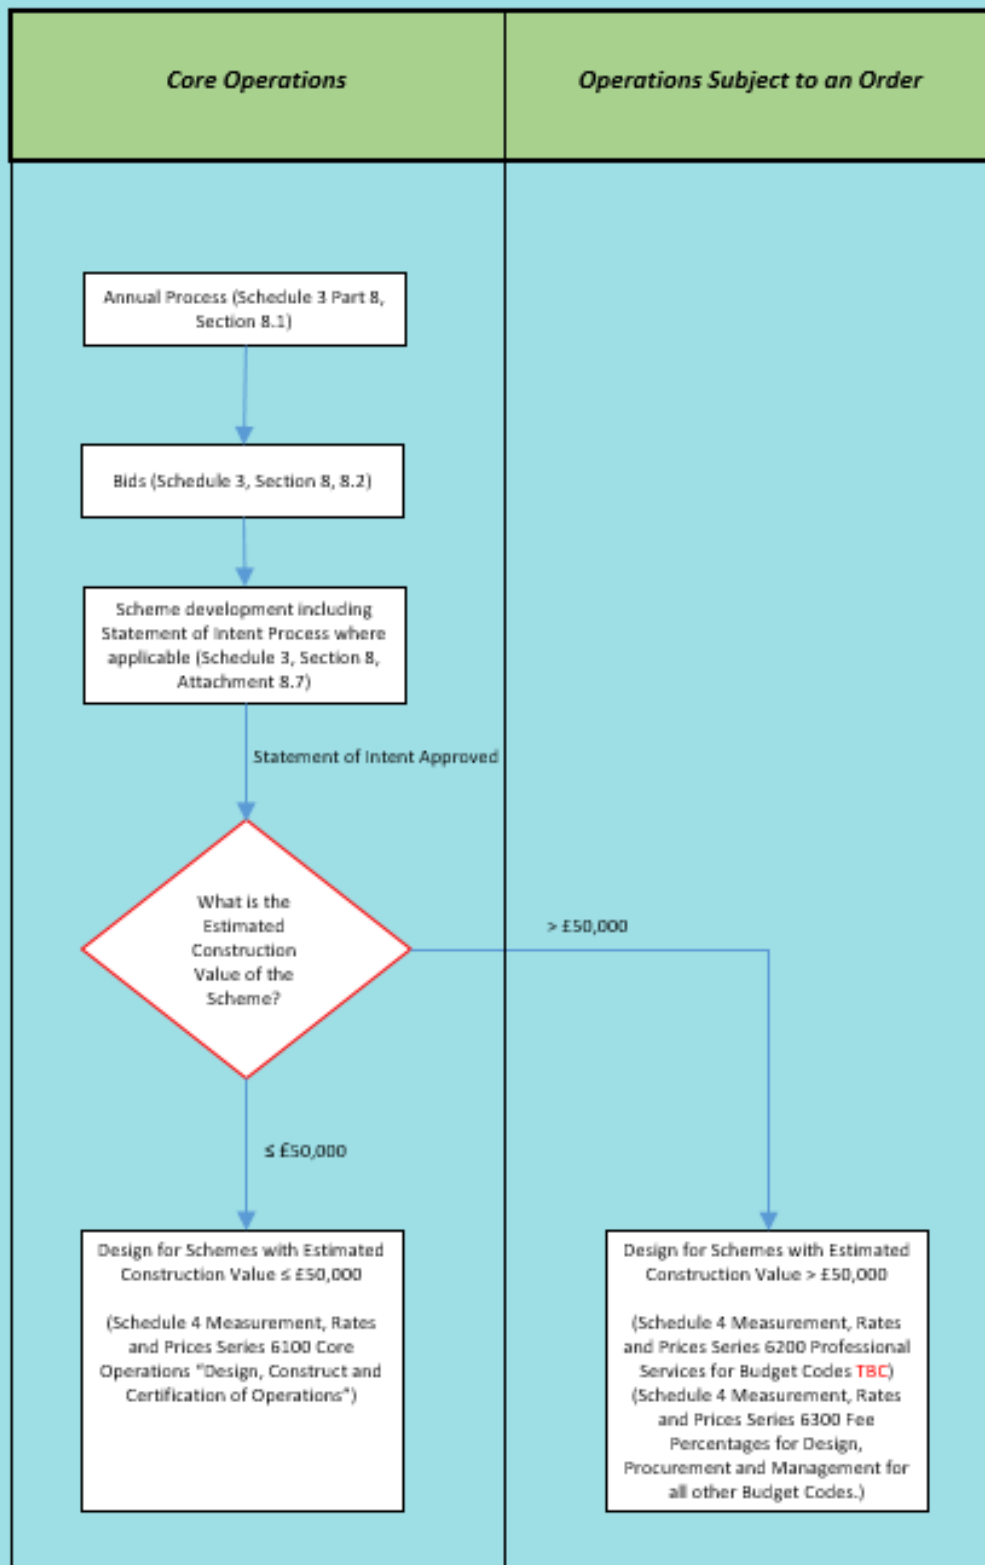 Core Operations
Operations Subject to an Order
Annual Process (Schedule 3 Part 8,
Section 8.1)
Bids (Schedule 3, Section 8, 8.2)
Scheme development including
Statement of Intent Process where
applicable (Schedule 3, Section 8,
Attachment 8.7)
Statement of Intent Approved
What is the
Estimated
Construction
Value of the
Scheme?
> £50,000
≤ £50,000
Design for Schemes with Estimated
Construction Value ≤ £50,000
(Schedule 4 Measurement, Rates
and Prices Series 6100 Core
Operations "Design, Construct and
Certification of Operations")
Design for Schemes with Estimated
Construction Value > £50,000
(Schedule 4 Measurement, Rates
and Prices Series 6200 Professional
Services for Budget Codes TBC)
(Schedule 4 Measurement, Rates
and Prices Series 6300 Fee
Percentages for Design,
Procurement and Management for
all other Budget Codes.)